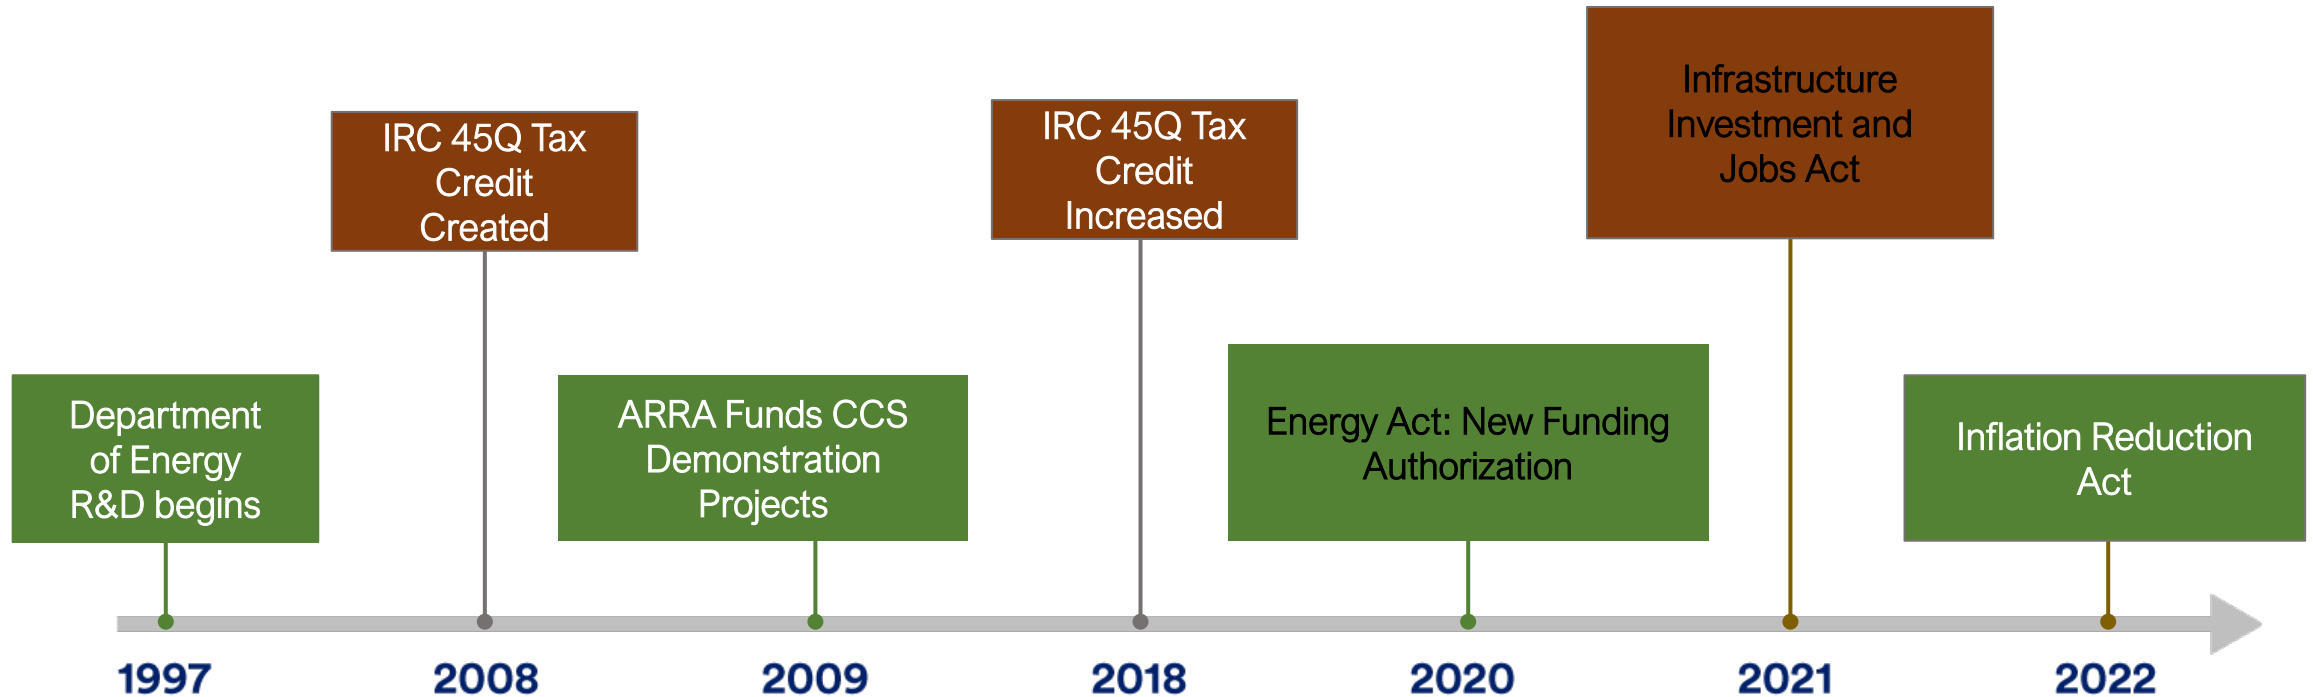 Department
of Energy
R&D begins
IRC 45Q Tax
Credit
Created
ARRA Funds CCS
Demonstration
Projects
IRC 45Q Tax
Credit
Increased
Energy Act: New Funding
Authorization
Infrastructure
Investment and
Jobs Act
Inflation Reduction
Act
1997
2008
2009
2018
2020
2021
2022